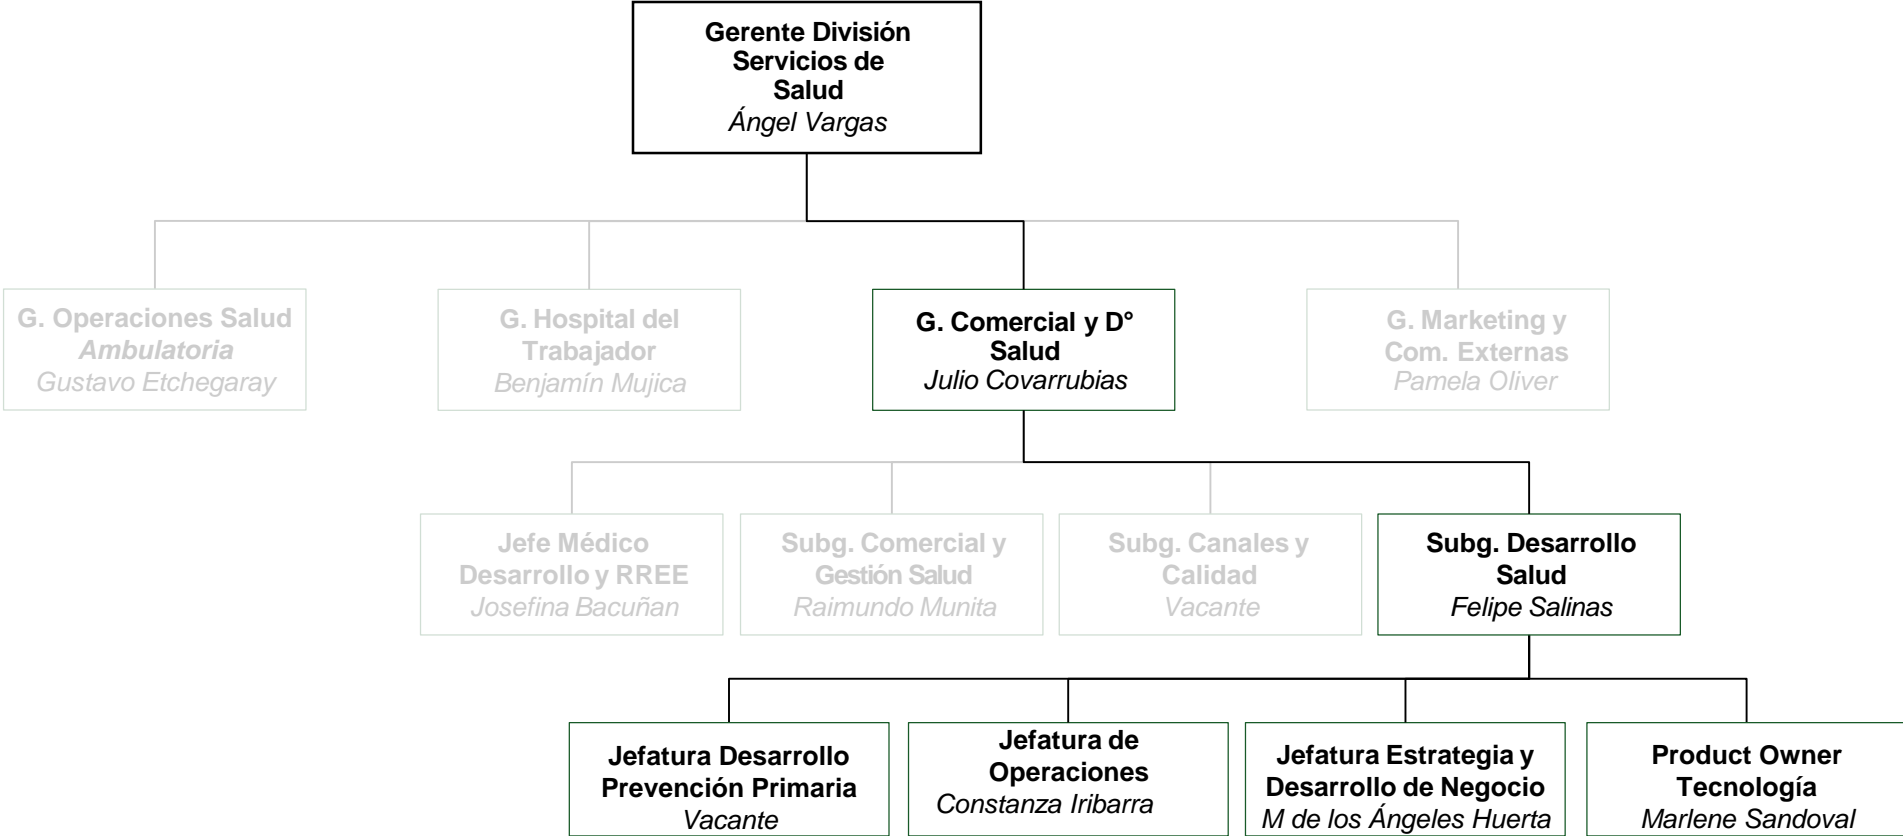 Gerente División
Servicios de
Salud
Ángel Vargas
G. Operaciones Salud
Ambulatoria
Gustavo Etchegaray
G. Hospital del
Trabajador
Benjamín Mujica
G. Comercial y D°
Salud
Julio Covarrubias
G. Marketing y
Com. Externas
Pamela Oliver
Jefe Médico
Desarrollo y RREE
Josefina Bacuñan
Subg. Comercial y
Gestión Salud
Raimundo Munita
Subg. Canales y
Calidad
Vacante
Subg. Desarrollo
Salud
Felipe Salinas
Jefatura Desarrollo
Prevención Primaria
Vacante
Jefatura de
Operaciones
Constanza Iribarra
Jefatura Estrategia y
Desarrollo de Negocio
M de los Ángeles Huerta
Product Owner
Tecnología
Marlene Sandoval